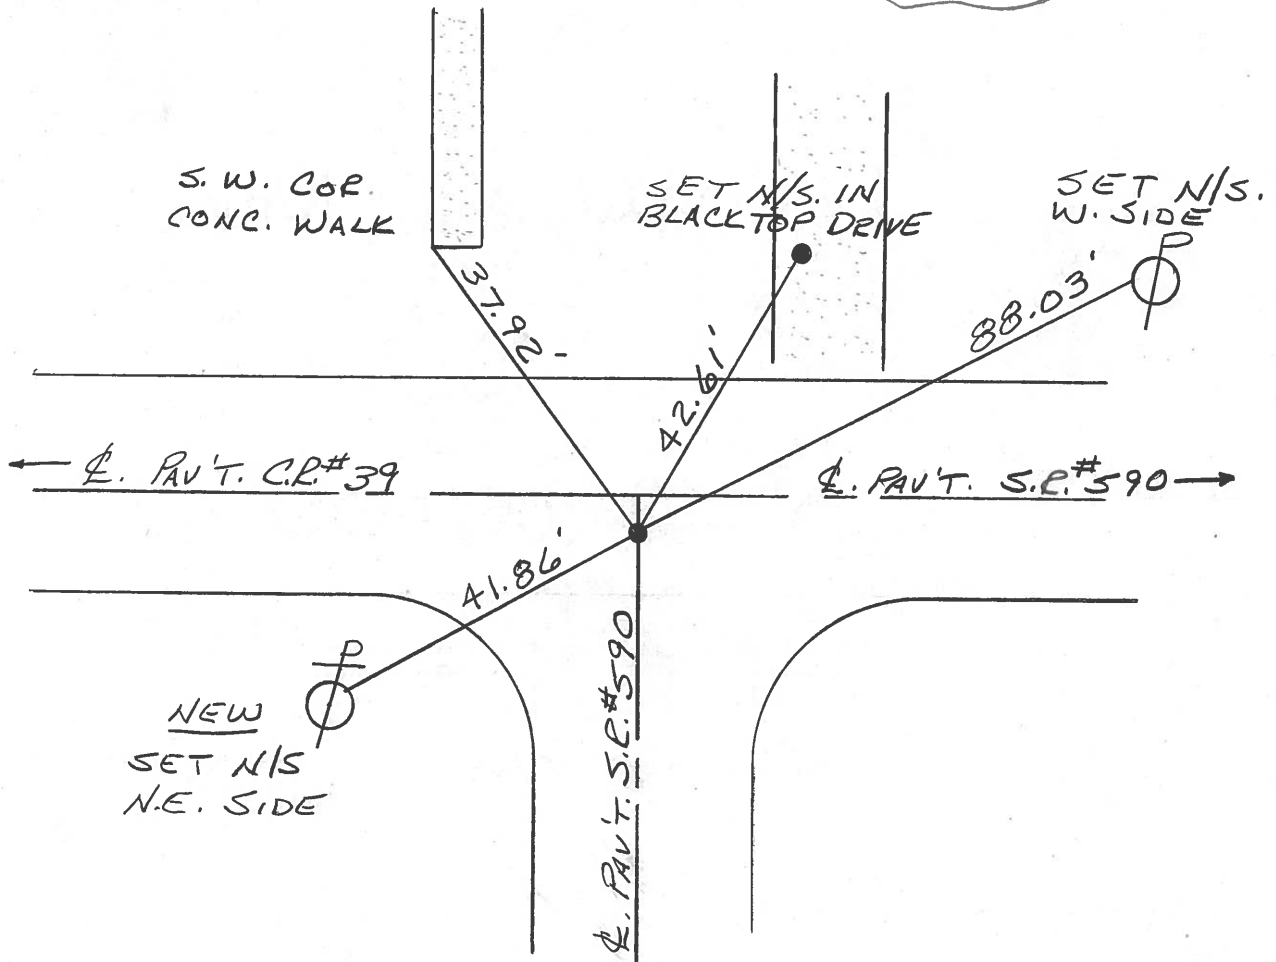 S. W. COR.
CONC. WALK
SET N/S. IN
BLACKTOP DRIVE
SET N/S.
W. SIDE
P
37.92'
42.61'
88.03'
℄. PAV'T. C.R.#39
℄. PAV'T. S.R.#590
41.86'
P
NEW
SET N/S
N.E. SIDE
℄. PAV'T. S.R.#590